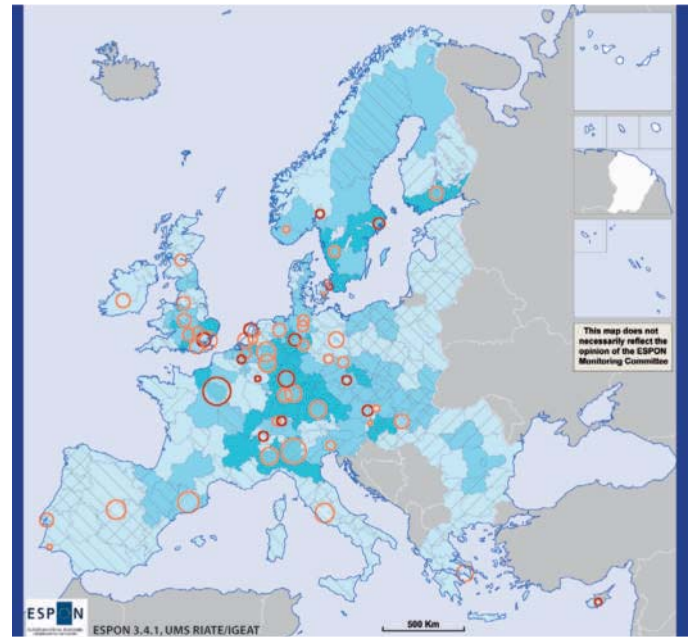 This map does not
necessarily reflect the
opinion of the ESPON
Monitoring Committee
500 Km
ESPON
ESPON 3.4.1, UMS RIATE/IGEAT